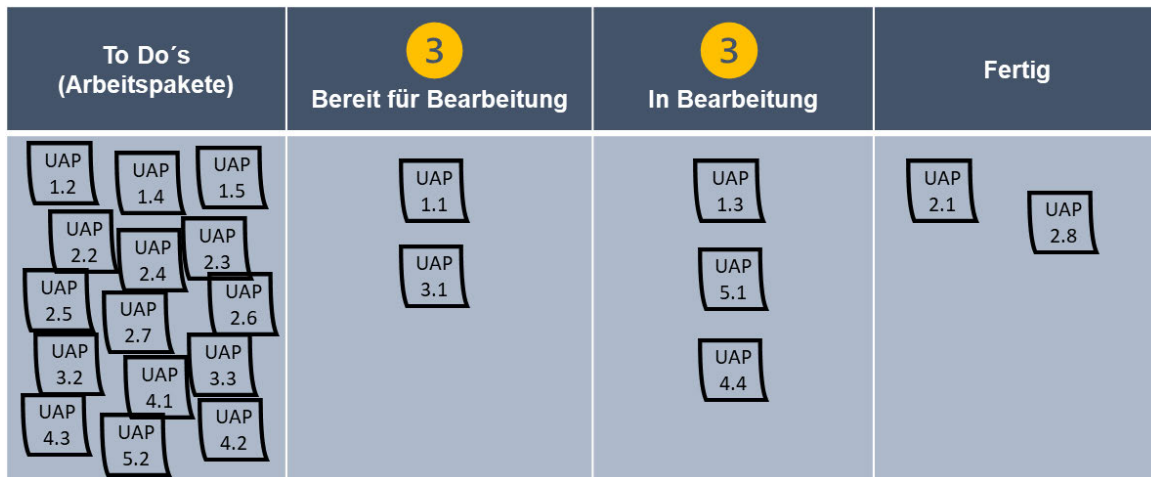 To Do´s
(Arbeitspakete)
3
Bereit für Bearbeitung
3
In Bearbeitung
Fertig
UAP
1.2
UAP
1.4
UAP
1.5
UAP
2.2
UAP
2.4
UAP
2.3
UAP
2.5
UAP
2.7
UAP
2.6
UAP
3.2
UAP
4.1
UAP
3.3
UAP
4.3
UAP
5.2
UAP
4.2
UAP
1.1
UAP
3.1
UAP
1.3
UAP
5.1
UAP
4.4
UAP
2.1
UAP
2.8